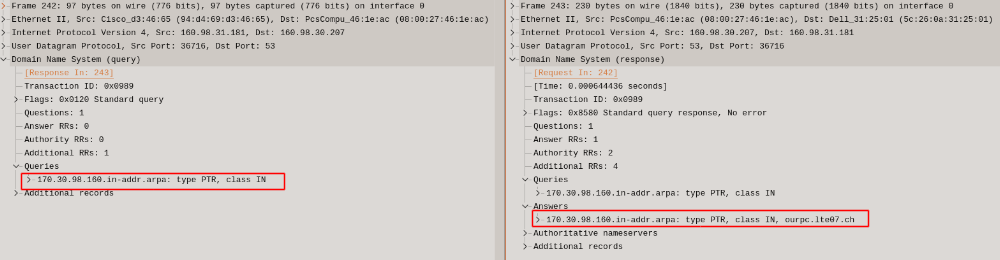 Frame 242: 97 bytes on wire (776 bits), 97 bytes captured (776 bits) on interface 0
Ethernet II, Src: Cisco_d3:46:65 (94:d4:69:d3:46:65), Dst: PcsCompu_46:1e:ac (08:00:27:46:1e:ac)
Internet Protocol Version 4, Src: 160.98.31.181, Dst: 160.98.30.207
User Datagram Protocol, Src Port: 36716, Dst Port: 53
Domain Name System (query)
[Response In: 243]
Transaction ID: 0x0989
Flags: 0x0120 Standard query
Questions: 1
Answer RRs: 0
Authority RRs: 0
Additional RRs: 1
Queries
170.30.98.160.in-addr.arpa: type PTR, class IN
Additional records
Frame 243: 230 bytes on wire (1840 bits), 230 bytes captured (1840 bits) on interface 0
Ethernet II, Src: PcsCompu_46:1e:ac (08:00:27:46:1e:ac), Dst: Dell_31:25:01 (5c:26:0a:31:25:01)
Internet Protocol Version 4, Src: 160.98.30.207, Dst: 160.98.31.181
User Datagram Protocol, Src Port: 53, Dst Port: 36716
Domain Name System (response)
[Request In: 242]
[Time: 0.000644436 seconds]
Transaction ID: 0x0989
Flags: 0x8580 Standard query response, No error
Questions: 1
Answer RRs: 1
Authority RRs: 2
Additional RRs: 4
Queries
170.30.98.160.in-addr.arpa: type PTR, class IN
Answers
170.30.98.160.in-addr.arpa: type PTR, class IN, ourpc.lte07.ch
Authoritative nameservers
Additional records